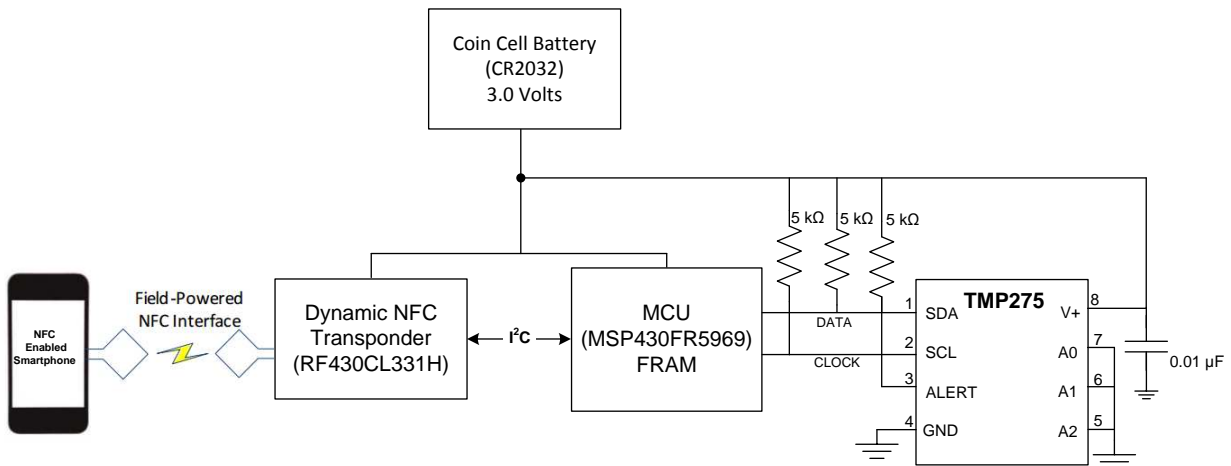 Coin Cell Battery
(CR2032)
3.0 Volts
5 kΩ
5 kΩ
5 kΩ
Field-Powered
NFC Interface
NFC
Enabled
Smartphone
Dynamic NFC
Transponder
(RF430CL331H)
I²C
MCU
(MSP430FR5969)
FRAM
DATA
CLOCK
TMP275
1
SDA
2
SCL
3
ALERT
4
GND
8
V+
7
A0
6
A1
5
A2
0.01 µF